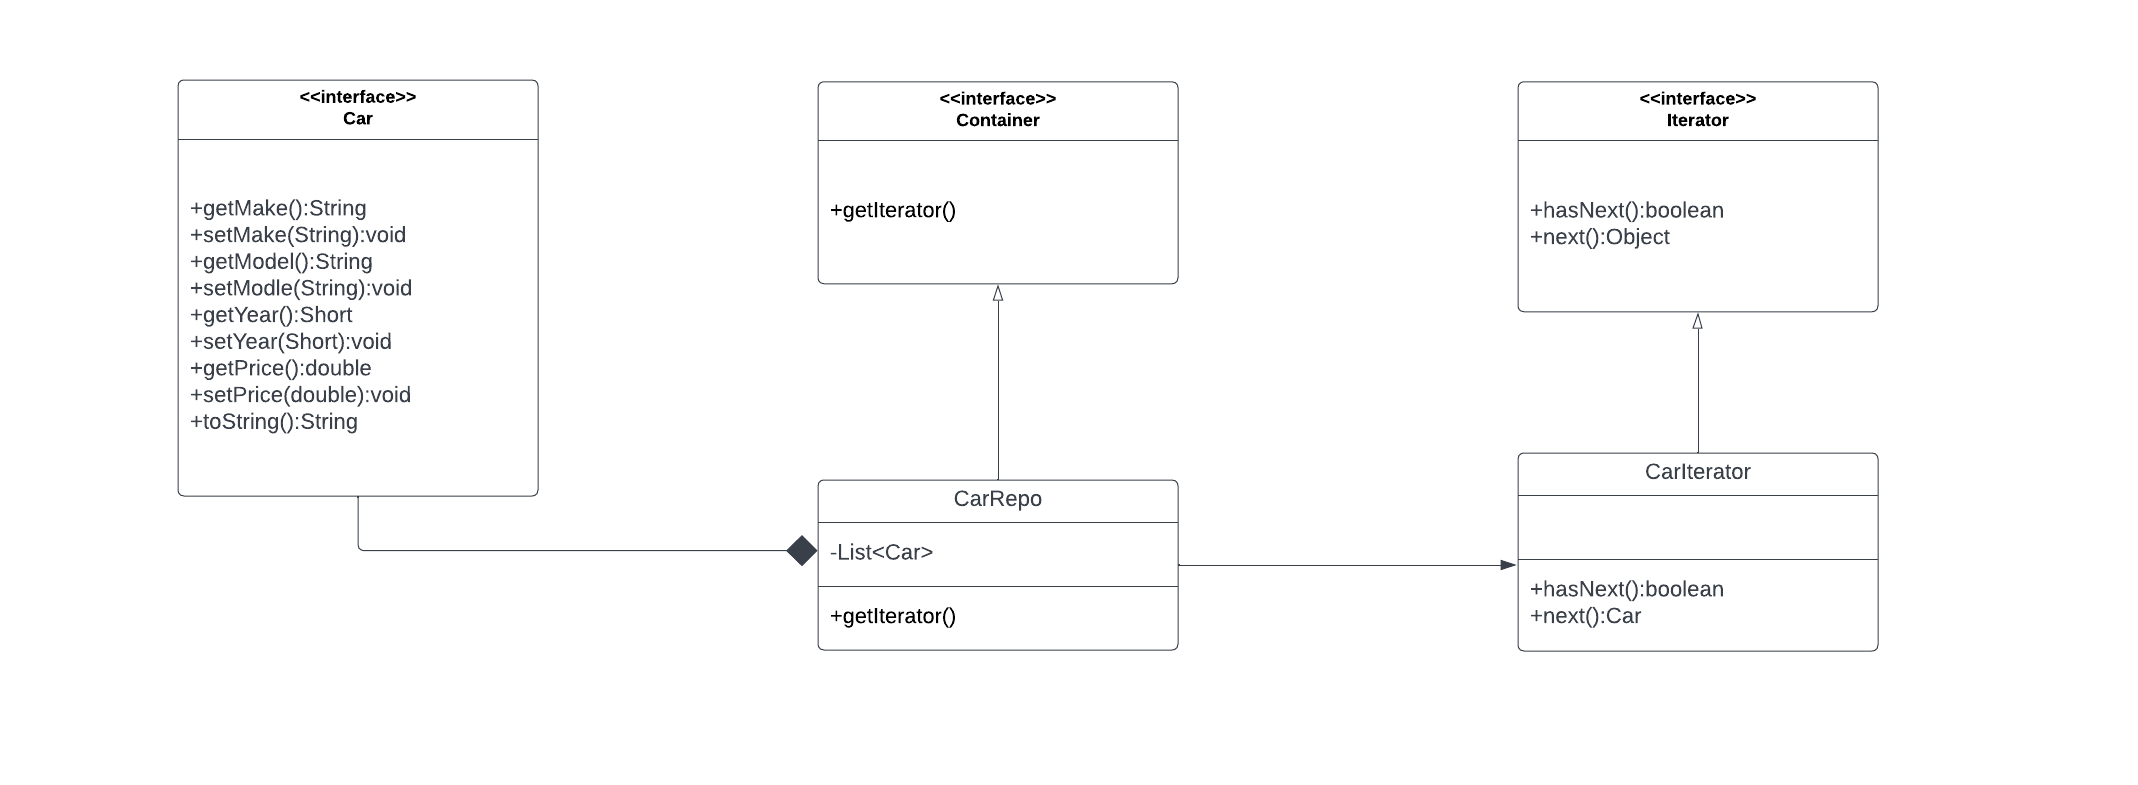 <<interface>>
Car
+getMake():String
+setMake(String):void
+getModel():String
+setModle(String):void
+getYear():Short
+setYear(Short):void
+getPrice():double
+setPrice(double):void
+toString():String
<<interface>>
Container
+getIterator()
<<interface>>
Iterator
+hasNext():boolean
+next():Object
CarRepo
-List<Car>
+getIterator()
CarIterator
+hasNext():boolean
+next():Car